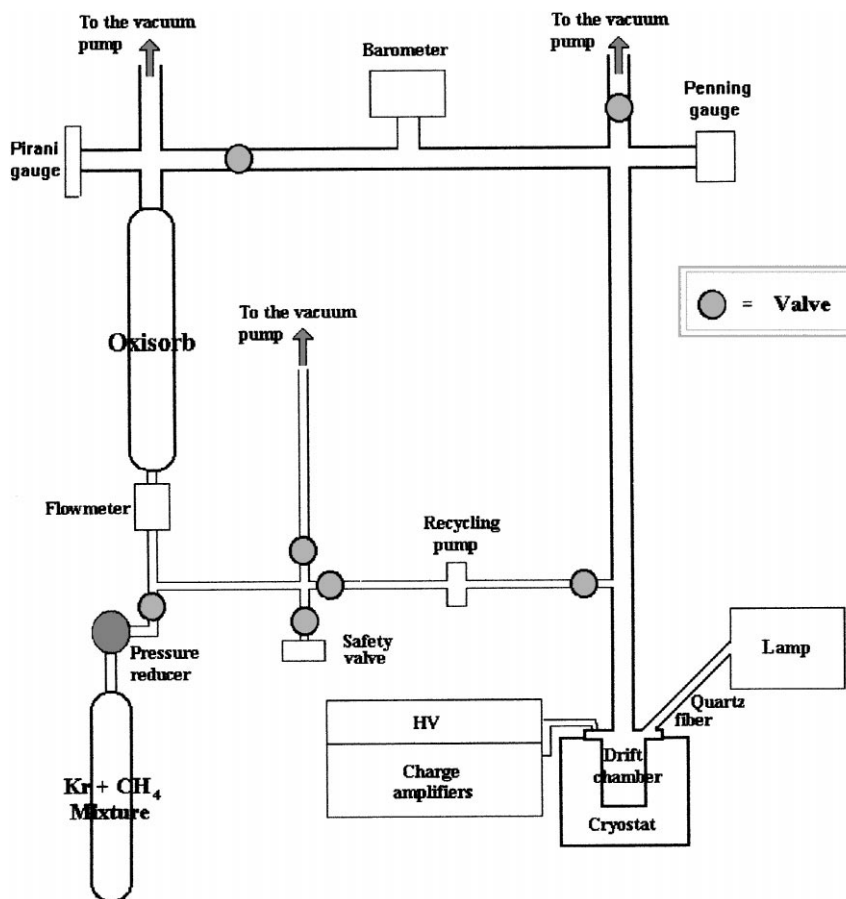 To the vacuum
pump
To the vacuum
pump
Barometer
Penning
gauge
Pirani
gauge
= Valve
To the vacuum
pump
Oxisorb
Flowmeter
Recycling
pump
Pressure
reducer
Safety
valve
Lamp
Quartz
fiber
HV
Charge
amplifiers
Drift
chamber
Cryostat
Kr + CH4
Mixture